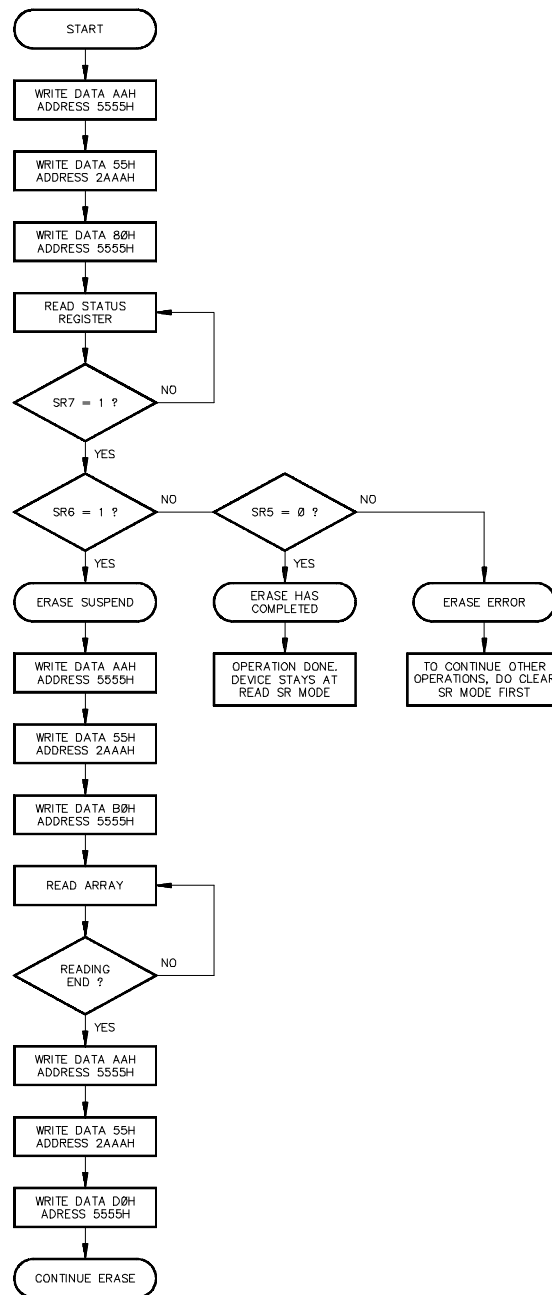 START
WRITE DATA AAH
ADDRESS 5555H
WRITE DATA 55H
ADDRESS 2AAAH
WRITE DATA 80H
ADDRESS 5555H
READ STATUS
REGISTER
SR7 = 1 ?
NO
YES
SR6 = 1 ?
NO
SR5 = 0 ?
NO
YES
YES
ERASE SUSPEND
ERASE HAS
COMPLETED
ERASE ERROR
WRITE DATA AAH
ADDRESS 5555H
OPERATION DONE.
DEVICE STAYS AT
READ SR MODE
TO CONTINUE OTHER
OPERATIONS, DO CLEAR
SR MODE FIRST
WRITE DATA 55H
ADDRESS 2AAAH
WRITE DATA B0H
ADDRESS 5555H
READ ARRAY
READING
END ?
NO
YES
WRITE DATA AAH
ADDRESS 5555H
WRITE DATA 55H
ADDRESS 2AAAH
WRITE DATA D0H
ADRESS 5555H
CONTINUE ERASE